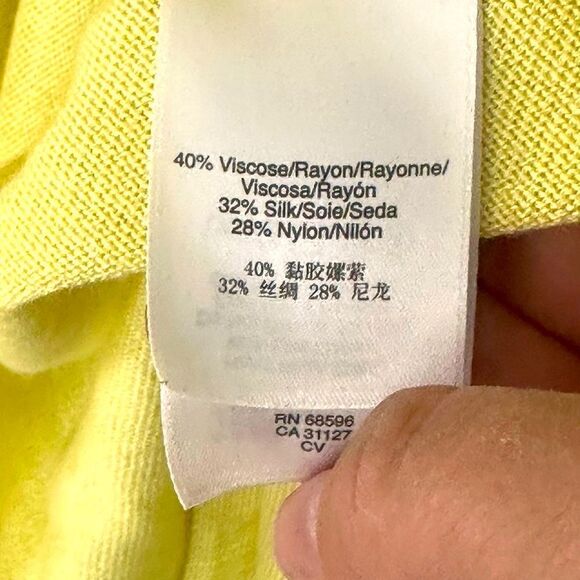 40% Viscose/Rayon/Rayonne/
Viscosa/Rayón
32% Silk/Soie/Seda
28% Nylon/Nilón
40% 黏胶嫘萦
32% 丝绸 28% 尼龙
RN 68596
CA 31127
CV